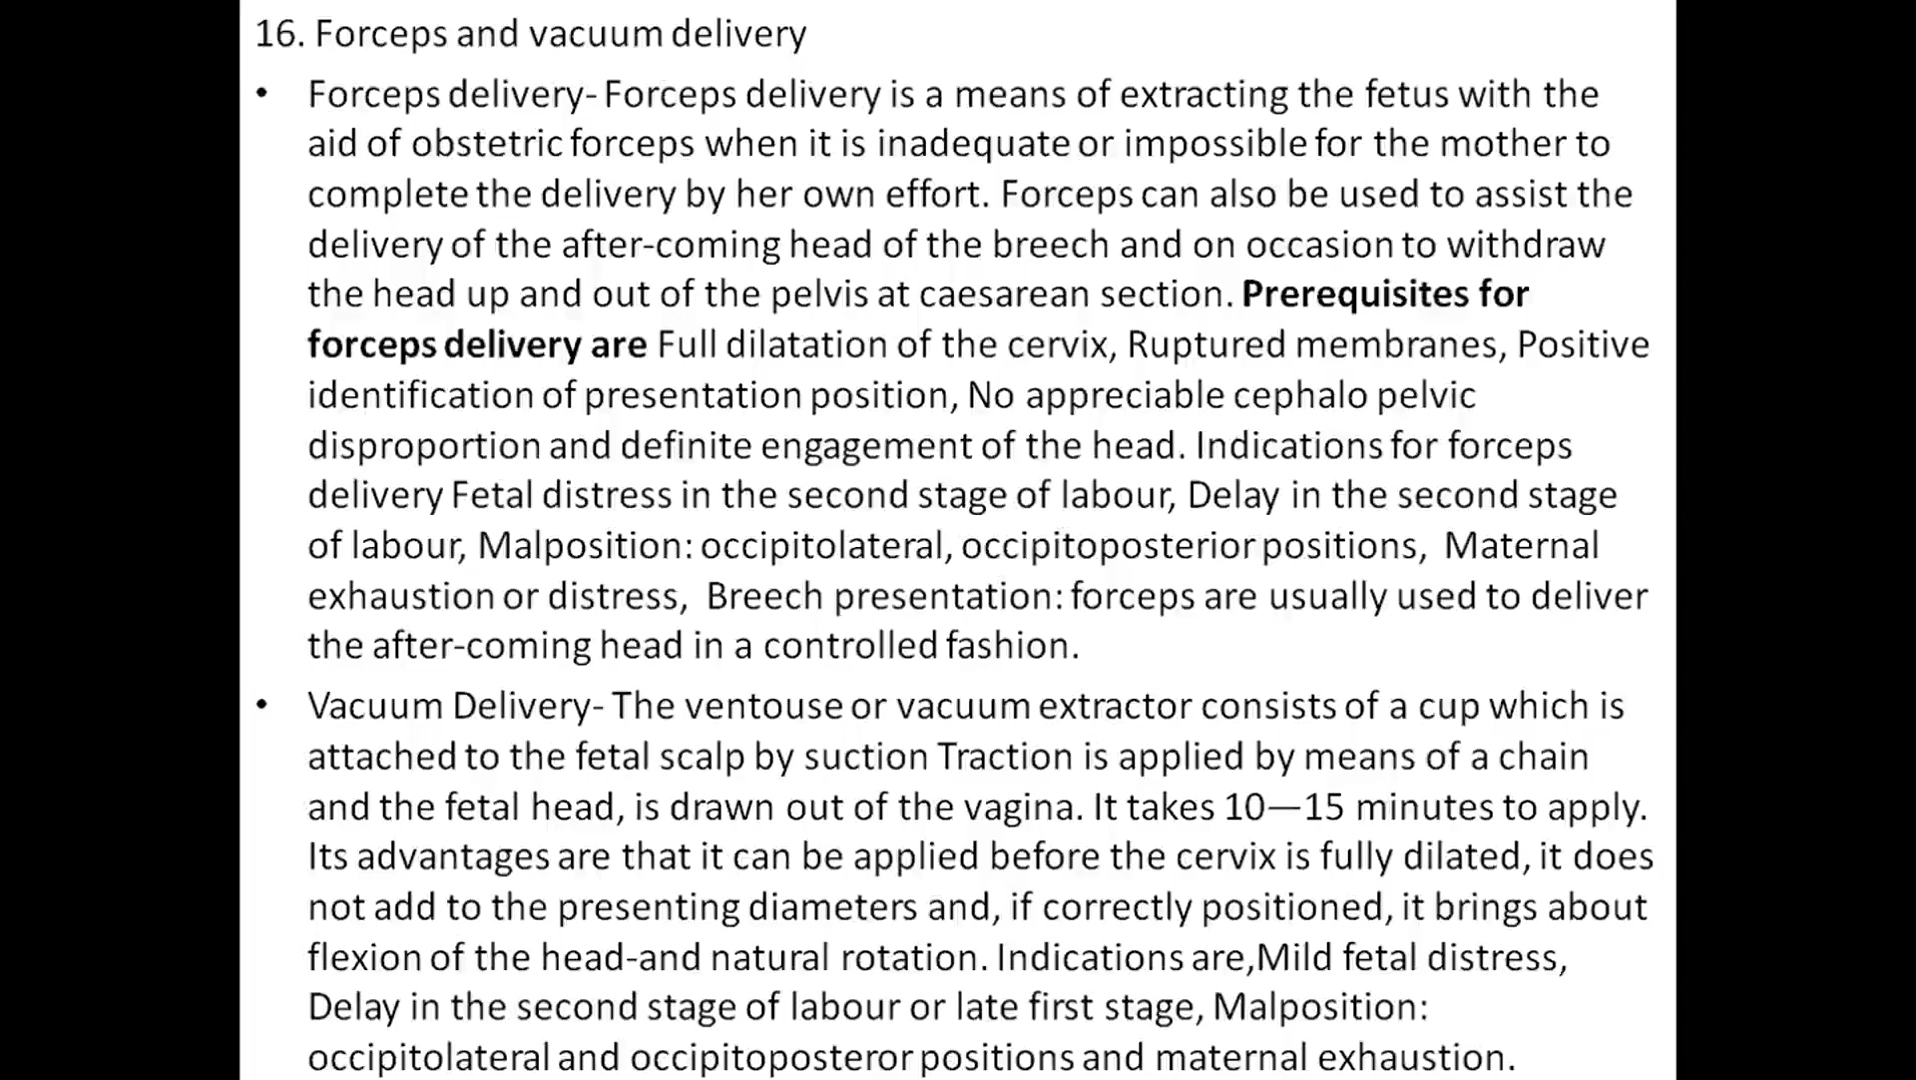 16. Forceps and vacuum delivery
• Forceps delivery- Forceps delivery is a means of extracting the fetus with the
aid of obstetric forceps when it is inadequate or impossible for the mother to
complete the delivery by her own effort. Forceps can also be used to assist the
delivery of the after-coming head of the breech and on occasion to withdraw
the head up and out of the pelvis at caesarean section. Prerequisites for
forceps delivery are Full dilatation of the cervix, Ruptured membranes, Positive
identification of presentation position, No appreciable cephalo pelvic
disproportion and definite engagement of the head. Indications for forceps
delivery Fetal distress in the second stage of labour, Delay in the second stage
of labour, Malposition: occipitolateral, occipitoposterior positions, Maternal
exhaustion or distress, Breech presentation: forceps are usually used to deliver
the after-coming head in a controlled fashion.
• Vacuum Delivery- The ventouse or vacuum extractor consists of a cup which is
attached to the fetal scalp by suction Traction is applied by means of a chain
and the fetal head, is drawn out of the vagina. It takes 10—15 minutes to apply.
Its advantages are that it can be applied before the cervix is fully dilated, it does
not add to the presenting diameters and, if correctly positioned, it brings about
flexion of the head-and natural rotation. Indications are,Mild fetal distress,
Delay in the second stage of labour or late first stage, Malposition:
occipitolateral and occipitoposteror positions and maternal exhaustion.